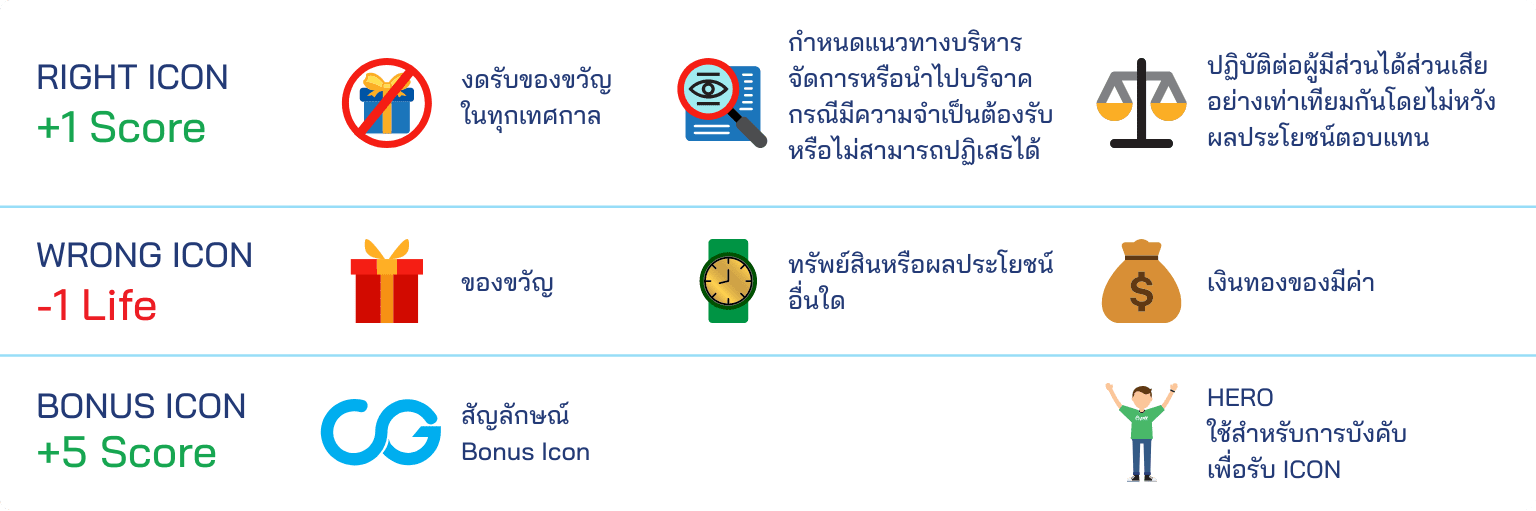 RIGHT ICON
+1 Score
งดรับของขวัญ
ในทุกเทศกาล
กำหนดแนวทางบริหาร
จัดการหรือนำไปบริจาค
กรณีมีความจำเป็นต้องรับ
หรือไม่สามารถปฏิเสธได้
ปฏิบัติต่อผู้มีส่วนได้ส่วนเสีย
อย่างเท่าเทียมกันโดยไม่หวัง
ผลประโยชน์ตอบแทน
WRONG ICON
-1 Life
ของขวัญ
ทรัพย์สินหรือผลประโยชน์
อื่นใด
$
เงินทองของมีค่า
BONUS ICON
+5 Score
CG
สัญลักษณ์
Bonus Icon
HERO
ใช้สำหรับการบังคับ
เพื่อรับ ICON